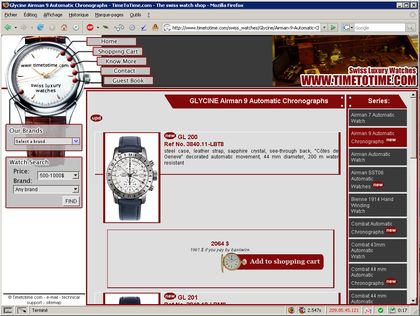 Glycine Airman 9 Automatic Chronographs - TimeToTime.com - The swiss watch shop - Mozilla Firefox
Fichier Edition Affichage Historique Marque-pages Outils ?
http://www.timetotime.com/swiss_watches/Glycine/Airman-9-Automatic-C
Home
Shopping Cart
Know More
Contact
Guest Book
www.timetotime.com
swiss luxury
watches
Swiss Luxury Watches
WWW.TIMETOTIME.COM
GLYCINE Airman 9 Automatic Chronographs
Series:
Our Brands
Select a brand
Watch Search
Price:
500-1000$
Brand:
Any brand
FIND
new GL 200
Ref No. 3840.11-LBT8
steel case, leather strap, sapphire crystal, see-through back, "Côtes de
Geneve" decorated automatic movement, 44 mm diameter, 200 m water
resistant
2064 $
1961 $ if you pay by bankwire
Add to shopping cart
new GL 201
Airman 7 Automatic
Watch
Airman 9 Automatic
Chronographs new
Airman Automatic
Watch
Airman SST06
Automatic
Watches new
Bienne 1914 Hand
Winding
Watch
Combat Automatic
Chronograph new
Combat 43mm
Automatic
Watch
Combat 44 mm
Automatic
Chronograph new
Combat 44 mm
© Timetotime.com - e-mail - technical
support - sitemap
Terminé
2.547s
209.85.45.121
0:17